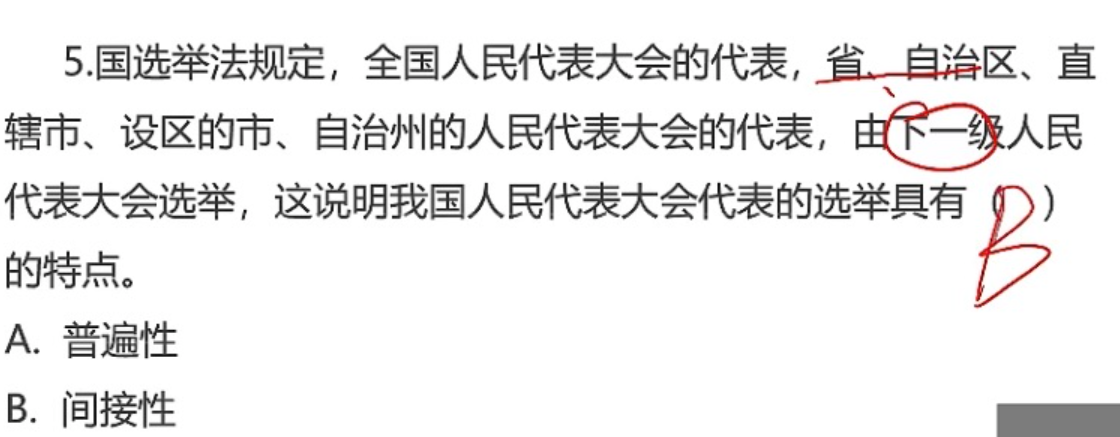 5.国选举法规定，全国人民代表大会的代表，省、自治区、直
辖市、设区的市、自治州的人民代表大会的代表，由下一级人民
代表大会选举，这说明我国人民代表大会代表的选举具有（B）
的特点。
A. 普遍性
B. 间接性